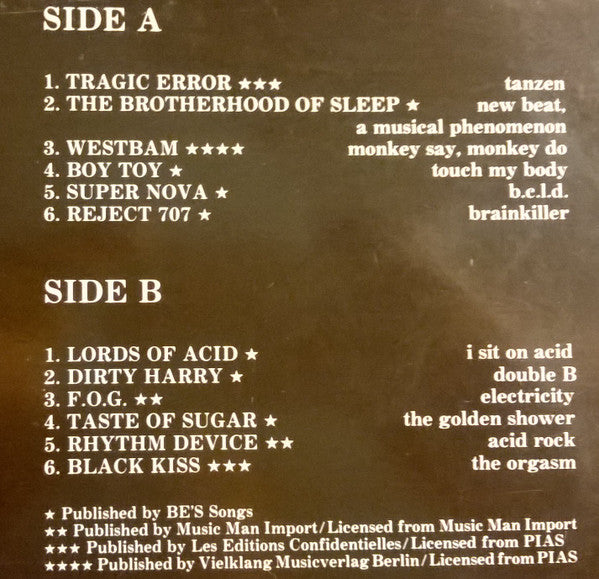 SIDE A
1. TRAGIC ERROR ★★★ tanzen
2. THE BROTHERHOOD OF SLEEP ★ new beat,
a musical phenomenon
3. WESTBAM ★★★★ monkey say, monkey do
4. BOY TOY ★ touch my body
5. SUPER NOVA ★ b.c.l.d.
6. REJECT 707 ★ brainkiller
SIDE B
1. LORDS OF ACID ★ i sit on acid
2. DIRTY HARRY ★ double B
3. F.O.G. ★★ electricity
4. TASTE OF SUGAR ★ the golden shower
5. RHYTHM DEVICE ★★ acid rock
6. BLACK KISS ★★★ the orgasm
★ Published by BE'S Songs
★★ Published by Music Man Import/Licensed from Music Man Import
★★★ Published by Les Editions Confidentielles/Licensed from PIAS
★★★★ Published by Vielklang Musicverlag Berlin/Licensed from PIAS